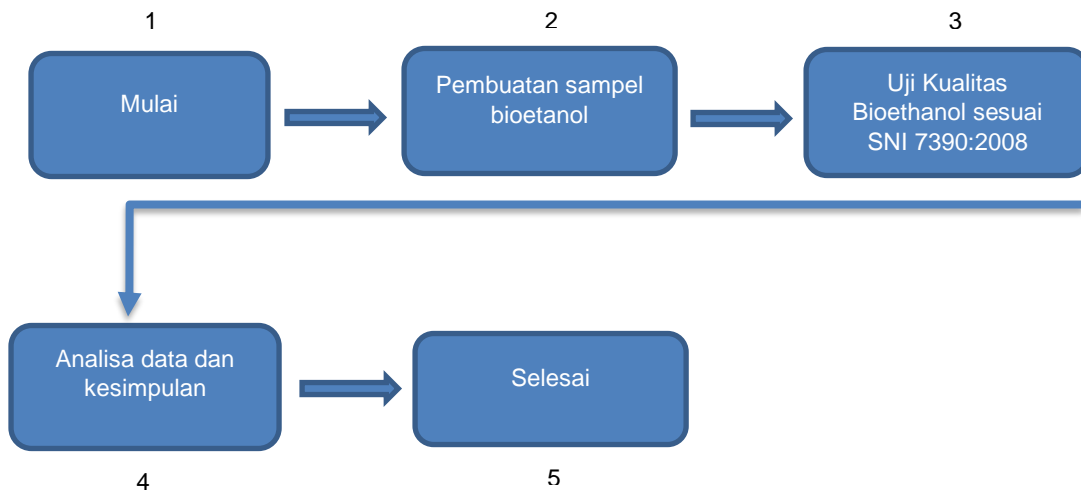 1
2
3
Mulai
Pembuatan sampel
bioetanol
Uji Kualitas
Bioethanol sesuai
SNI 7390:2008
Analisa data dan
kesimpulan
Selesai
4
5